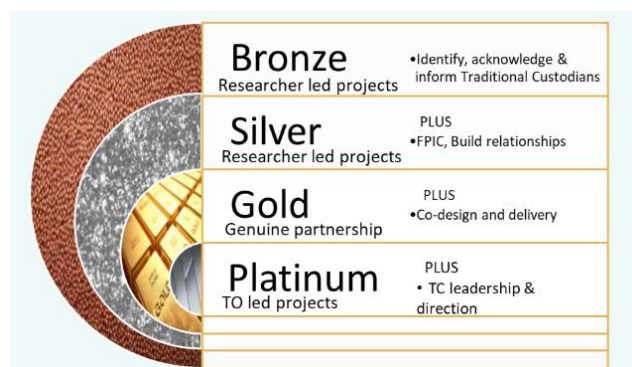 Bronze
Researcher led projects
•Identify, acknowledge &
inform Traditional Custodians
Silver
Researcher led projects
PLUS
•FPIC, Build relationships
Gold
Genuine partnership
PLUS
•Co-design and delivery
Platinum
TO led projects
PLUS
• TC leadership &
direction
GOLD